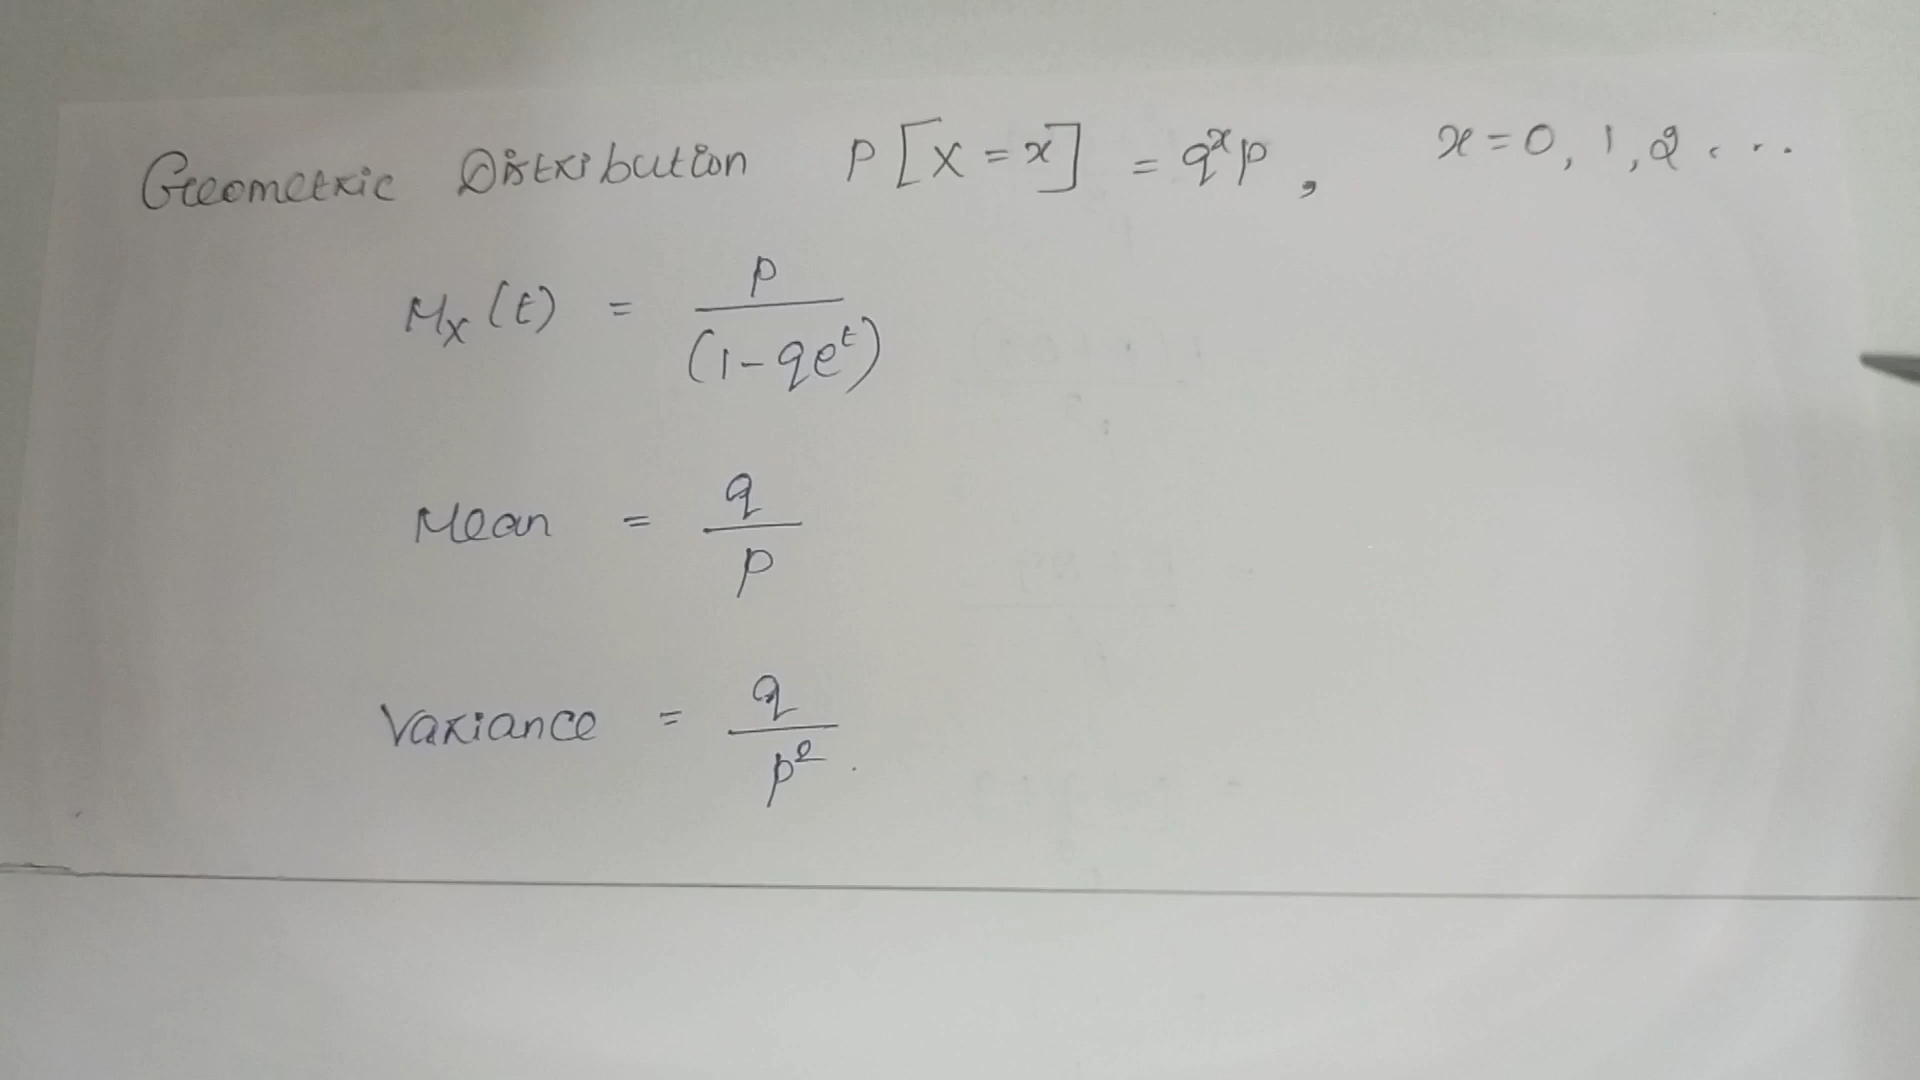 Geometric Distribution P[X = x] = q^x p, x = 0, 1, 2 ...
M_X(t) = p / (1 - qe^t)
Mean = q / p
Variance = q / p^2.